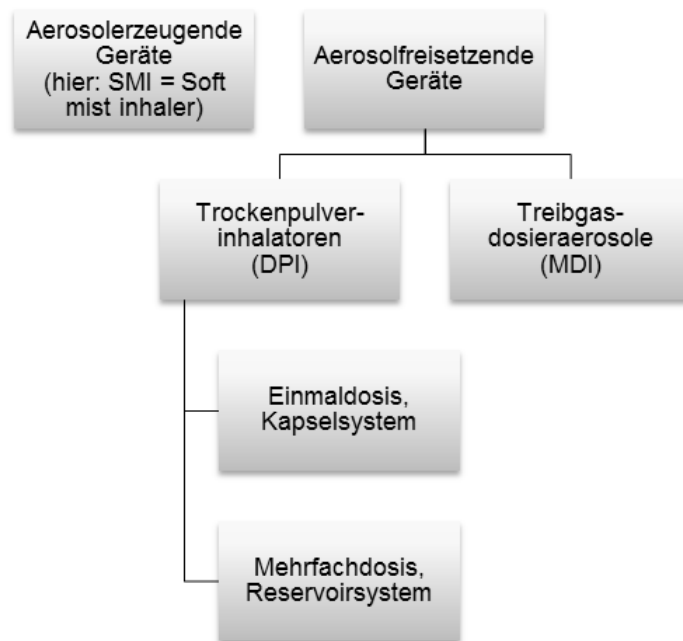 Aerosolerzeugende
Geräte
(hier: SMI = Soft
mist inhaler)
Aerosolfreisetzende
Geräte
Trockenpulver-
inhalatoren
(DPI)
Treibgas-
dosieraerosole
(MDI)
Einmaldosis,
Kapselsystem
Mehrfachdosis,
Reservoirsystem